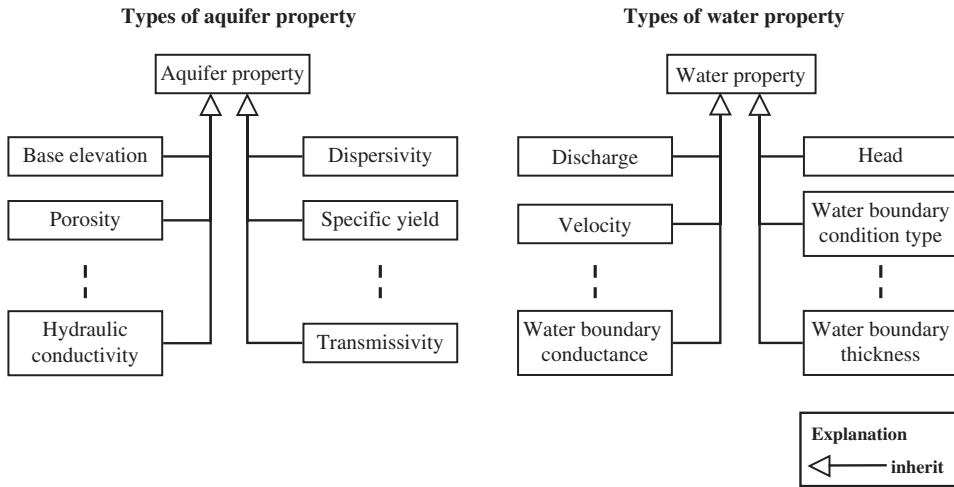 Types of aquifer property
Aquifer property
Base elevation
Dispersivity
Porosity
Specific yield
Hydraulic
conductivity
Transmissivity
Types of water property
Water property
Discharge
Head
Velocity
Water boundary
condition type
Water boundary
conductance
Water boundary
thickness
Explanation
inherit